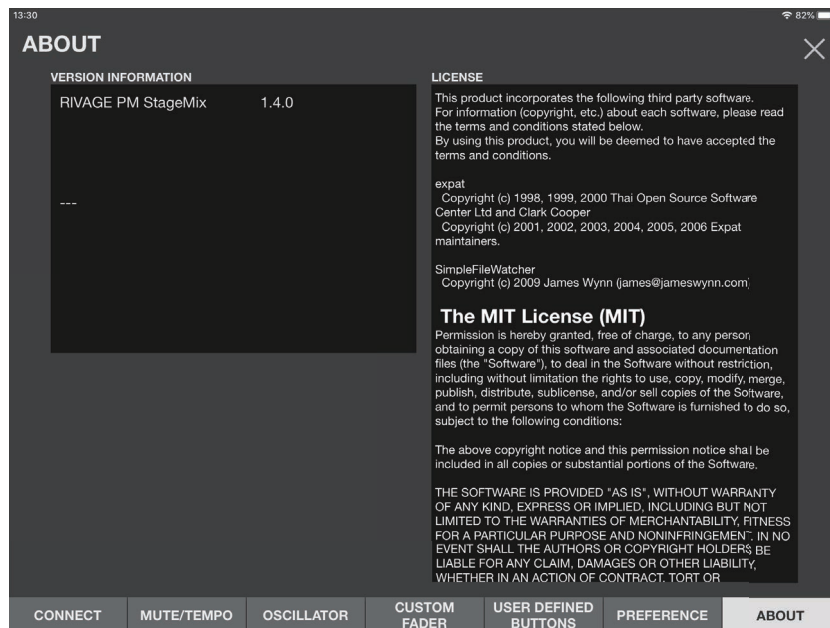 13:30
82%
ABOUT
VERSION INFORMATION
RIVAGE PM StageMix 1.4.0
---
LICENSE
This product incorporates the following third party software.
For information (copyright, etc.) about each software, please read
the terms and conditions stated below.
By using this product, you will be deemed to have accepted the
terms and conditions.
expat
Copyright (c) 1998, 1999, 2000 Thai Open Source Software
Center Ltd and Clark Cooper
Copyright (c) 2001, 2002, 2003, 2004, 2005, 2006 Expat
maintainers.
SimpleFileWatcher
Copyright (c) 2009 James Wynn (james@jameswynn.com)
The MIT License (MIT)
Permission is hereby granted, free of charge, to any person
obtaining a copy of this software and associated documentation
files (the "Software"), to deal in the Software without restriction,
including without limitation the rights to use, copy, modify, merge,
publish, distribute, sublicense, and/or sell copies of the Software,
and to permit persons to whom the Software is furnished to do so,
subject to the following conditions:
The above copyright notice and this permission notice shall be
included in all copies or substantial portions of the Software.
THE SOFTWARE IS PROVIDED "AS IS", WITHOUT WARRANTY
OF ANY KIND, EXPRESS OR IMPLIED, INCLUDING BUT NOT
LIMITED TO THE WARRANTIES OF MERCHANTABILITY, FITNESS
FOR A PARTICULAR PURPOSE AND NONINFRINGEMENT. IN NO
EVENT SHALL THE AUTHORS OR COPYRIGHT HOLDERS BE
LIABLE FOR ANY CLAIM, DAMAGES OR OTHER LIABILITY,
WHETHER IN AN ACTION OF CONTRACT, TORT OR
CONNECT
MUTE/TEMPO
OSCILLATOR
CUSTOM
FADER
USER DEFINED
BUTTONS
PREFERENCE
ABOUT